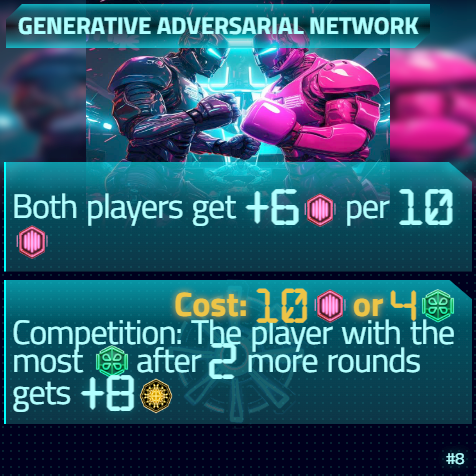 GENERATIVE ADVERSARIAL NETWORK
Both players get +6 per 10
Cost: 10 or 4
Competition: The player with the
most after 2 more rounds
gets +8
#8